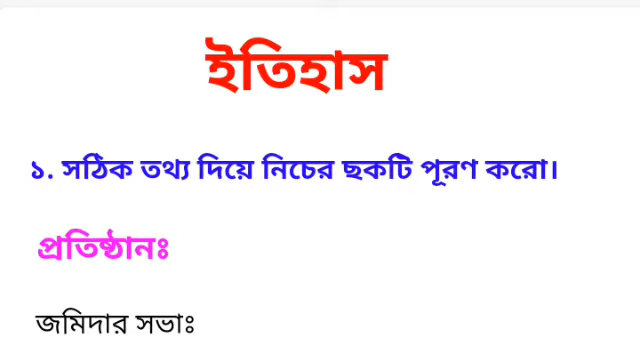 ইতিহাস
১. সঠিক তথ্য দিয়ে নিচের ছকটি পূরণ করো।
প্রতিষ্ঠানঃ
জমিদার সভাঃ